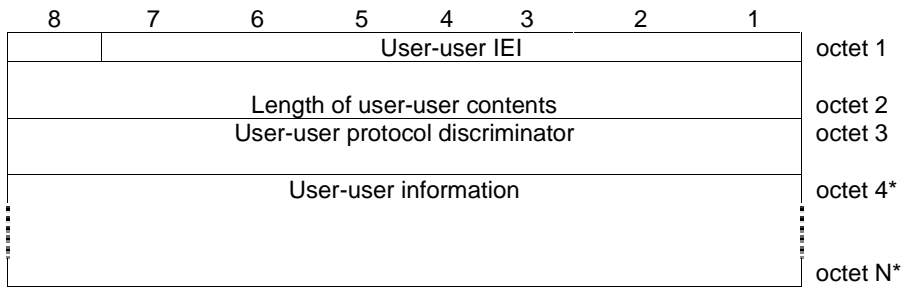 8 7 6 5 4 3 2 1
User-user IEI octet 1
Length of user-user contents octet 2
User-user protocol discriminator octet 3
User-user information octet 4*
octet N*